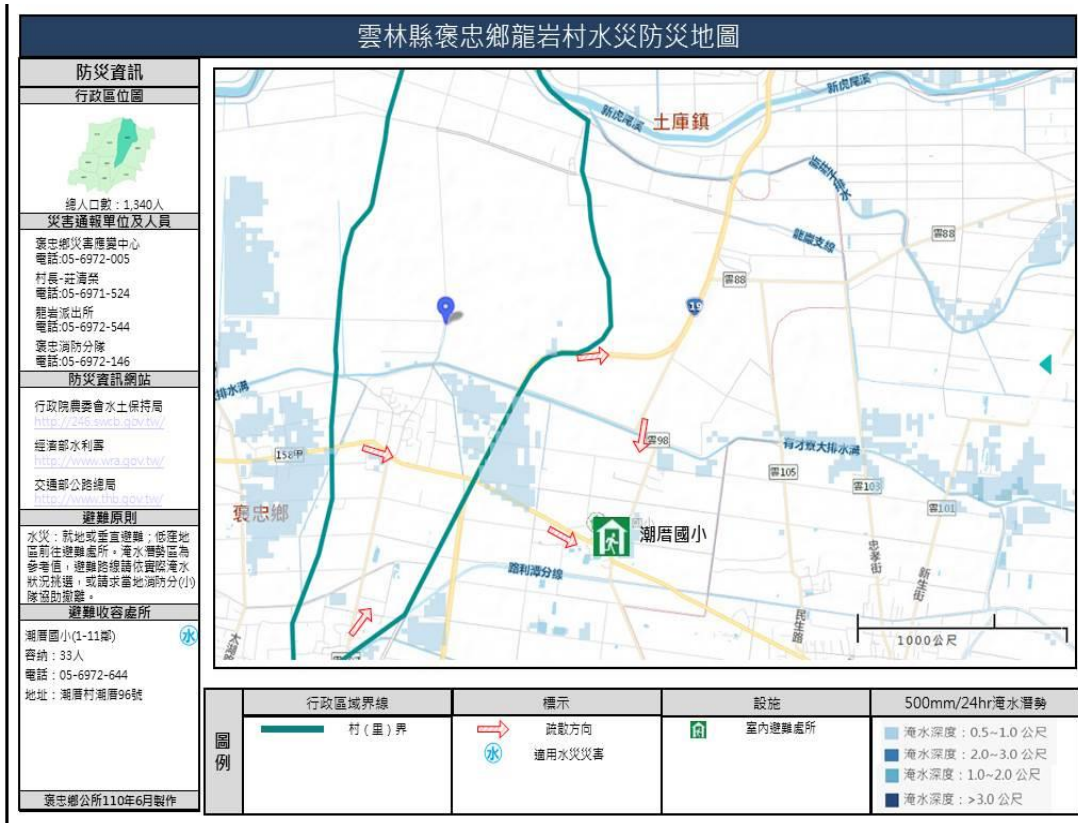 雲林縣褒忠鄉龍岩村水災防災地圖
防災資訊
行政區位圖
總人口數：1,340人
災害通報單位及人員
褒忠鄉災害應變中心
電話:05-6972-005
電話:05-6971-524
龍岩派出所
電話:05-6972-544
褒忠消防分隊
電話:05-6972-146
防災資訊網站
行政院農委會水土保持局
http://246.swcb.gov.tw/
經濟部水利署
http://www.wra.gov.tw/
交通部公路總局
http://www.thb.gov.tw/
避難原則
水災：就地或垂直避難；低窪地
區前往避難處所。淹水潛勢區為
參考值，避難路線請依實際淹水
狀況挑選，或請求當地消防分(小)
隊協助撤離。
避難收容處所
潮厝國小(1-11鄰)
水
容納：33人
電話：05-6972-644
地址：潮厝村潮厝96號
褒忠鄉公所110年6月製作
新虎尾溪
新虎尾溪
土庫鎮
龍巖支線
雲88
雲88
19
排水溝
158甲
雲98
有才寮大排水溝
雲105
雲103
雲101
褒忠鄉
潮厝國小
路利潭分線
忠孝街
新生街
民生路
1000公尺
圖例
行政區域界線
標示
設施
500mm/24hr淹水潛勢
村（里）界
疏散方向
水
適用水災災害
室內避難處所
淹水深度：0.5~1.0 公尺
淹水深度：2.0~3.0 公尺
淹水深度：1.0~2.0 公尺
淹水深度：>3.0 公尺